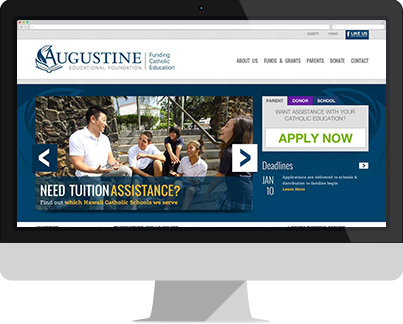 LIKE US
AUGUSTINE
EDUCATIONAL FOUNDATION
Funding
Catholic
Education
ABOUT US FUNDS & GRANTS PARENTS DONATE CONTACT
PARENT DONOR SCHOOL
WANT ASSISTANCE WITH YOUR
CATHOLIC EDUCATION?
APPLY NOW
NEED TUITION ASSISTANCE?
Find out which Hawaii Catholic Schools we serve
Deadlines
JAN
10
Applications are delivered to schools &
distribution to families begin.
Learn More